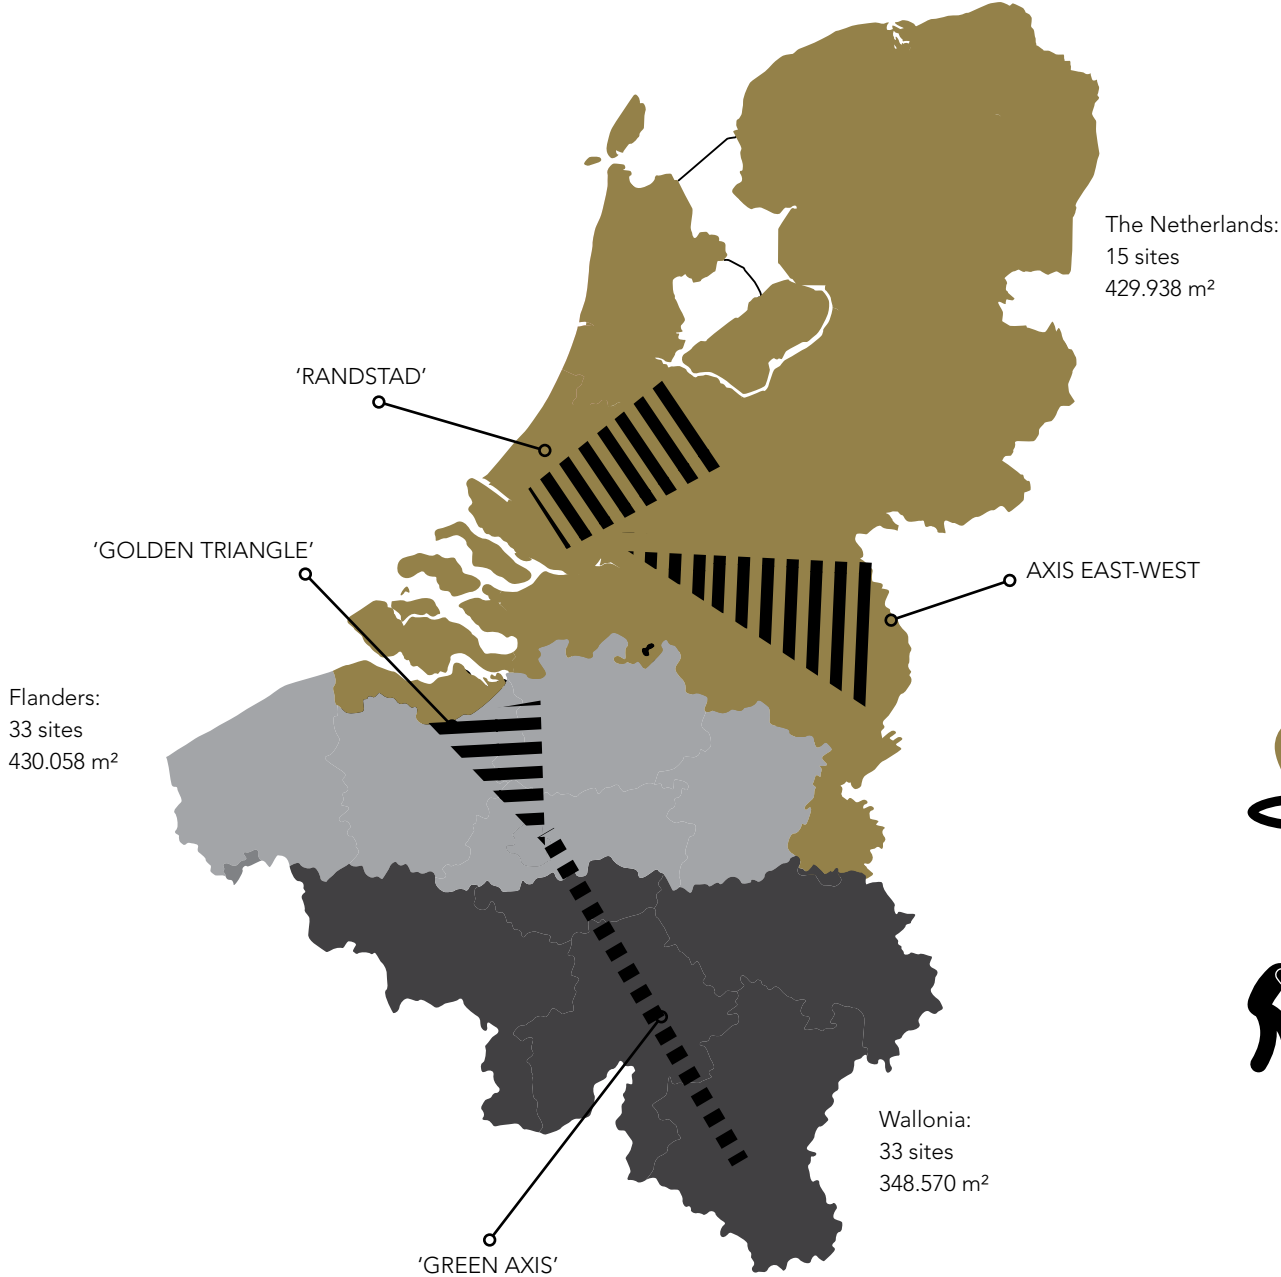 The Netherlands:
15 sites
429.938 m²
‘RANDSTAD’
‘GOLDEN TRIANGLE’
AXIS EAST-WEST
Flanders:
33 sites
430.058 m²
Wallonia:
33 sites
348.570 m²
‘GREEN AXIS’